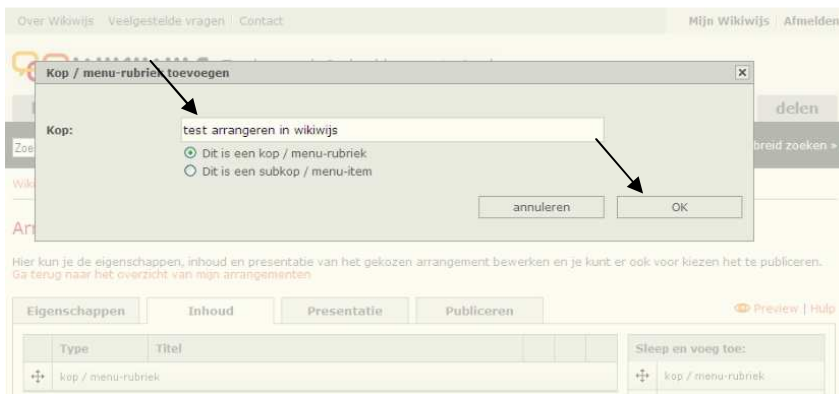 Over Wikiwijs Veelgestelde vragen Contact Mijn Wikiwijs Afmelden
Kop / menu-rubriek toevoegen
delen
Kop: test arrangeren in wikiwijs
Zoe
breid zoeken »
Dit is een kop / menu-rubriek
Dit is een subkop / menu-item
Wiki
annuleren OK
Arr
Hier kun je de eigenschappen, inhoud en presentatie van het gekozen arrangement bewerken en je kunt er ook voor kiezen het te publiceren.
Ga terug naar het overzicht van mijn arrangementen
Eigenschappen Inhoud Presentatie Publiceren Preview | Hulp
Type Titel Sleep en voeg toe:
kop / menu-rubriek kop / menu-rubriek